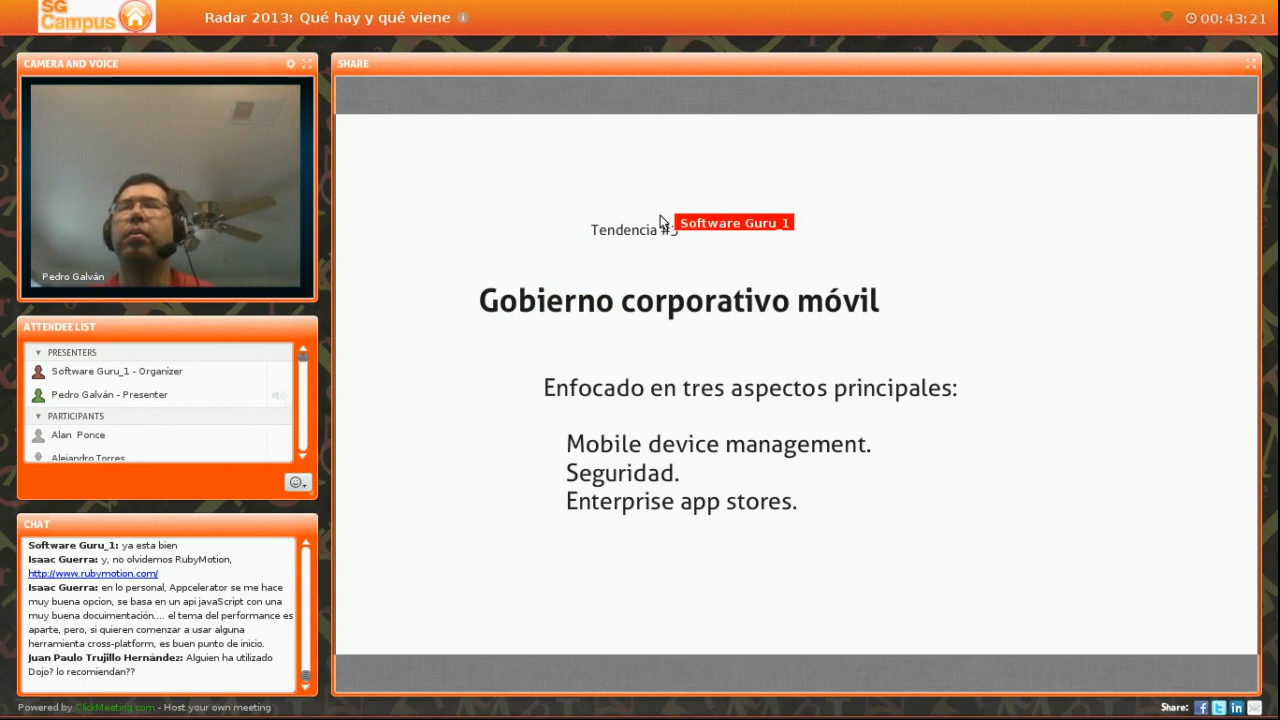 SG
Campus
Radar 2013: Qué hay y qué viene
00:43:21
CAMERA AND VOICE
Pedro Galván
ATTENDEE LIST
PRESENTERS
Software Guru_1 - Organizer
Pedro Galván - Presenter
PARTICIPANTS
Alan Ponce
Alejandro Torres
CHAT
Software Guru_1: ya esta bien
Isaac Guerra: y, no olvidemos RubyMotion,
http://www.rubymotion.com/
Isaac Guerra: en lo personal, Appcelerator se me hace
muy buena opcion, se basa en un api javaScript con una
muy buena docuimentación.... el tema del performance es
aparte, pero, si quieren comenzar a usar alguna
herramienta cross-platform, es buen punto de inicio.
Juan Paulo Trujillo Hernández: Alguien ha utilizado
Dojo? lo recomiendan??
SHARE
Tendencia #3
Software Guru_1
Gobierno corporativo móvil
Enfocado en tres aspectos principales:
Mobile device management.
Seguridad.
Enterprise app stores.
Powered by ClickMeeting.com - Host your own meeting
Share: